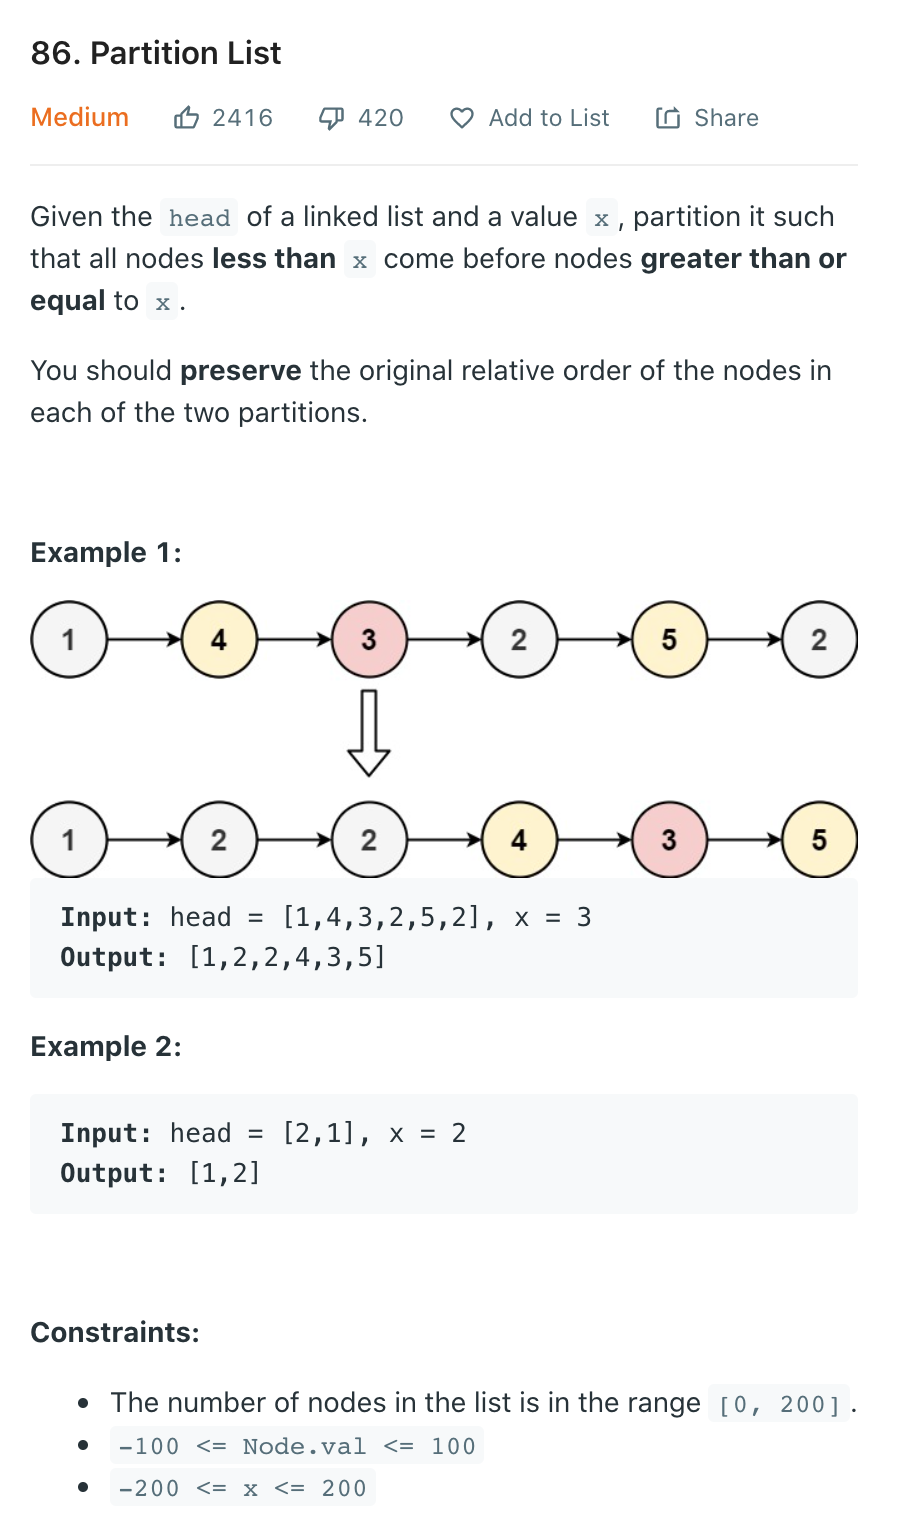 86. Partition List
Medium 2416 420 Add to List Share
Given the head of a linked list and a value x, partition it such
that all nodes less than x come before nodes greater than or
equal to x.
You should preserve the original relative order of the nodes in
each of the two partitions.
Example 1:
1 4 3 2 5 2
1 2 2 4 3 5
Input: head = [1,4,3,2,5,2], x = 3
Output: [1,2,2,4,3,5]
Example 2:
Input: head = [2,1], x = 2
Output: [1,2]
Constraints:
• The number of nodes in the list is in the range [0, 200].
• -100 <= Node.val <= 100
• -200 <= x <= 200